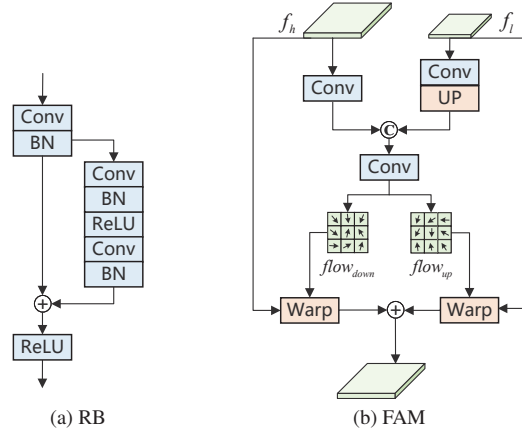 Conv
BN
Conv
BN
ReLU
Conv
BN
+
ReLU
(a) RB
f_h
f_l
Conv
Conv
UP
C
Conv
flow_down
flow_up
Warp
+
Warp
(b) FAM